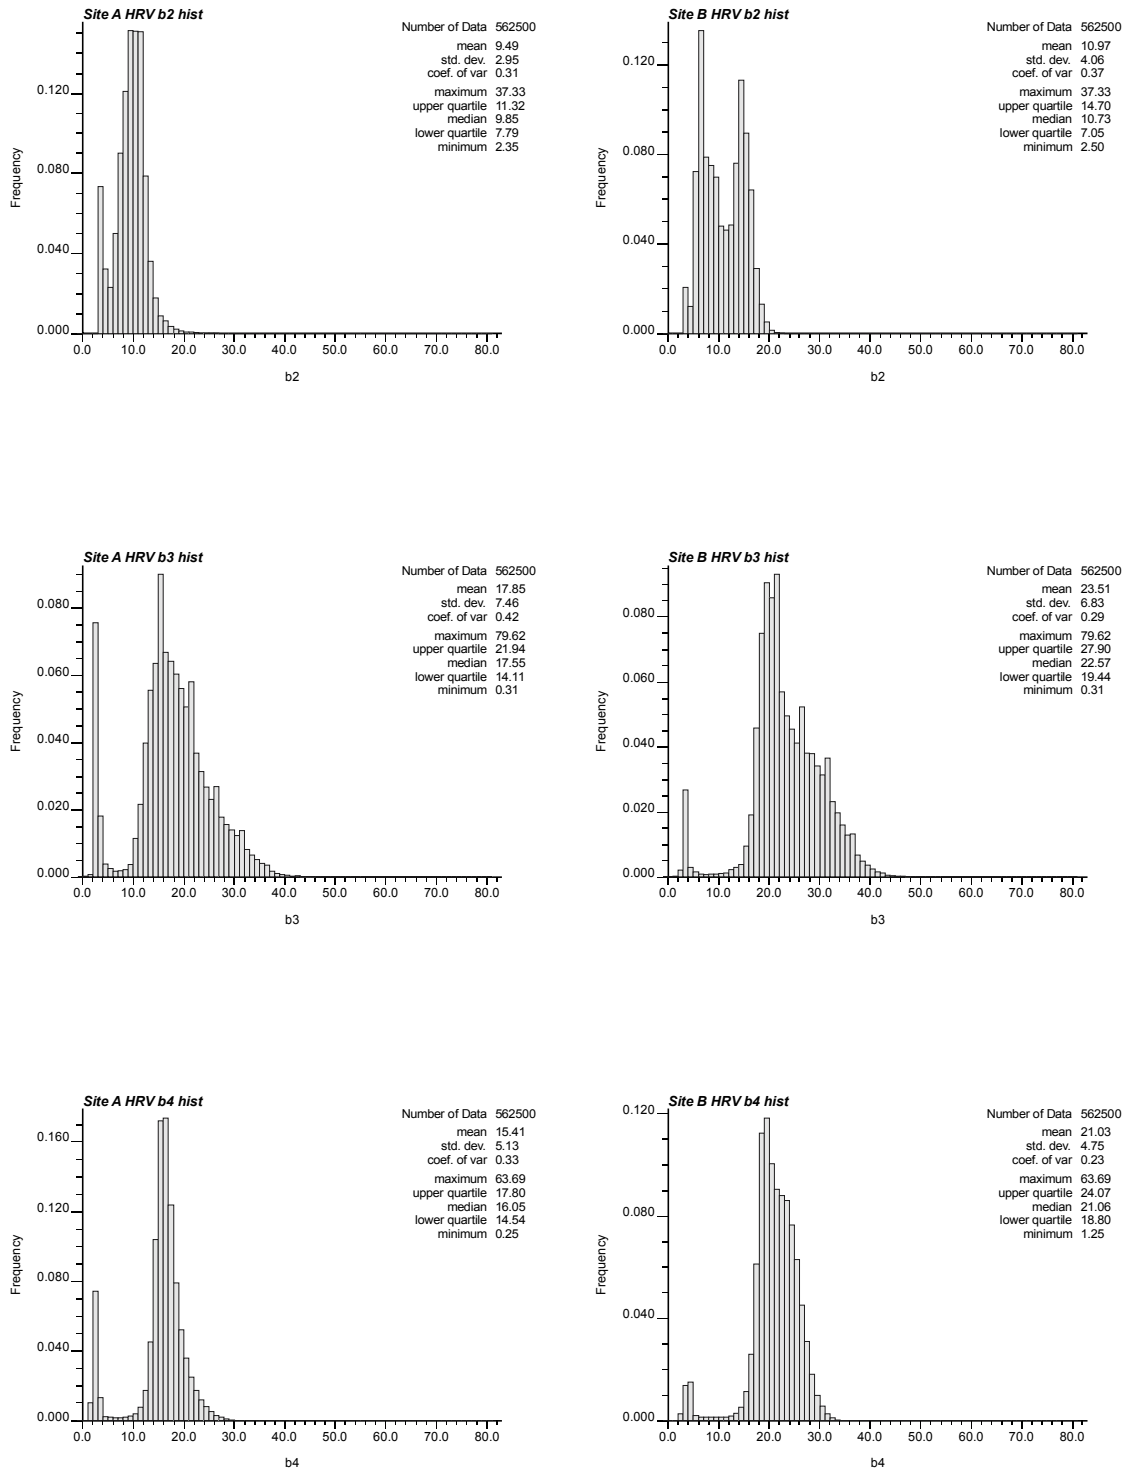 Site A HRV b2 hist
Number of Data 562500
mean 9.49
std. dev. 2.95
coef. of var 0.31
maximum 37.33
upper quartile 11.32
median 9.85
lower quartile 7.79
minimum 2.35
Frequency
0.120
0.080
0.040
0.000
0.0 10.0 20.0 30.0 40.0 50.0 60.0 70.0 80.0
b2
Site B HRV b2 hist
Number of Data 562500
mean 10.97
std. dev. 4.06
coef. of var 0.37
maximum 37.33
upper quartile 14.70
median 10.73
lower quartile 7.05
minimum 2.50
Frequency
0.120
0.080
0.040
0.000
0.0 10.0 20.0 30.0 40.0 50.0 60.0 70.0 80.0
b2
Site A HRV b3 hist
Number of Data 562500
mean 17.85
std. dev. 7.46
coef. of var 0.42
maximum 79.62
upper quartile 21.94
median 17.55
lower quartile 14.11
minimum 0.31
Frequency
0.080
0.060
0.040
0.020
0.000
0.0 10.0 20.0 30.0 40.0 50.0 60.0 70.0 80.0
b3
Site B HRV b3 hist
Number of Data 562500
mean 23.51
std. dev. 6.83
coef. of var 0.29
maximum 79.62
upper quartile 27.90
median 22.57
lower quartile 19.44
minimum 0.31
Frequency
0.080
0.060
0.040
0.020
0.000
0.0 10.0 20.0 30.0 40.0 50.0 60.0 70.0 80.0
b3
Site A HRV b4 hist
Number of Data 562500
mean 15.41
std. dev. 5.13
coef. of var 0.33
maximum 63.69
upper quartile 17.80
median 16.05
lower quartile 14.54
minimum 0.25
Frequency
0.160
0.120
0.080
0.040
0.000
0.0 10.0 20.0 30.0 40.0 50.0 60.0 70.0 80.0
b4
Site B HRV b4 hist
Number of Data 562500
mean 21.03
std. dev. 4.75
coef. of var 0.23
maximum 63.69
upper quartile 24.07
median 21.06
lower quartile 18.80
minimum 1.25
Frequency
0.120
0.080
0.040
0.000
0.0 10.0 20.0 30.0 40.0 50.0 60.0 70.0 80.0
b4